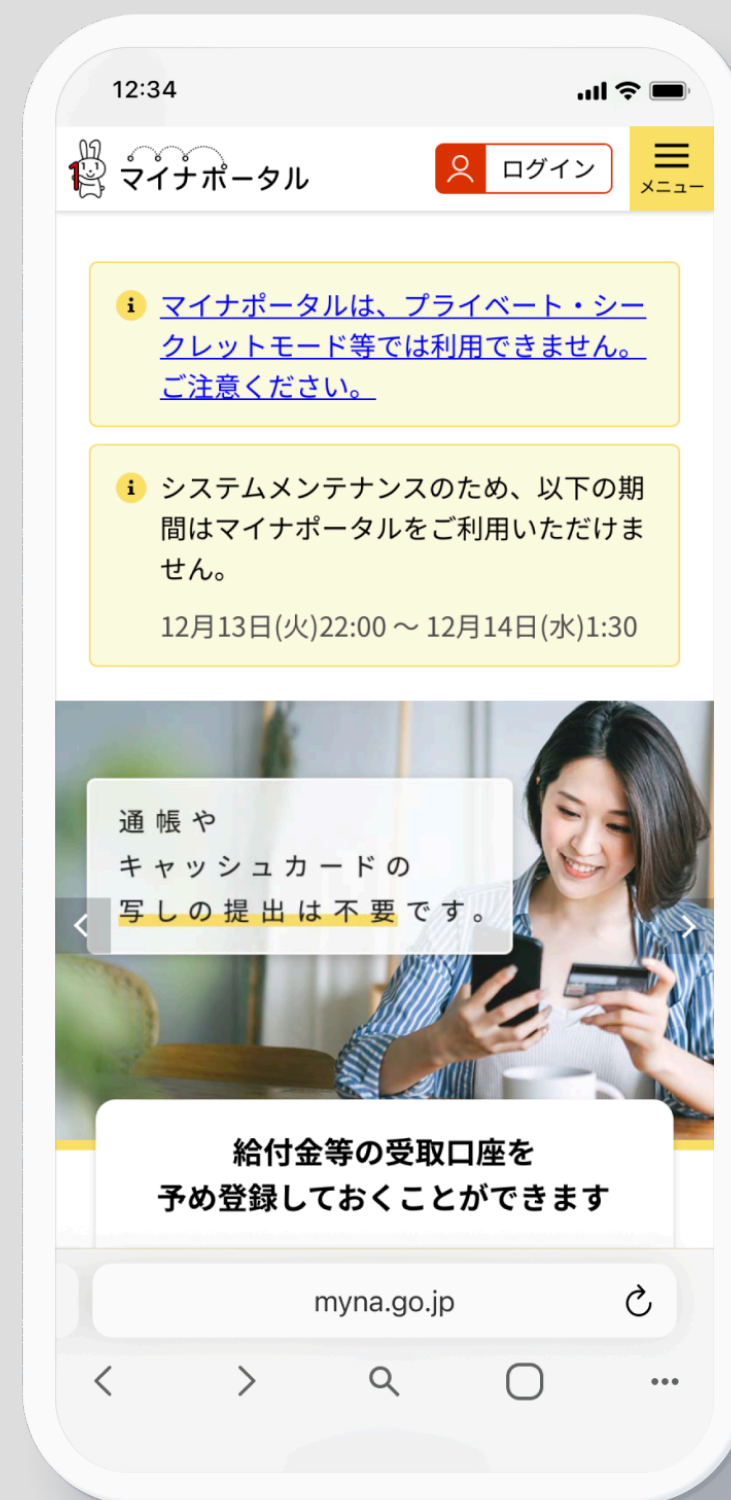 12:34
マイナポータル
ログイン
メニュー
マイナポータルは、プライベート・シー
クレットモード等では利用できません。
ご注意ください。
システムメンテナンスのため、以下の期
間はマイナポータルをご利用いただけま
せん。
12月13日(火)22:00 ～ 12月14日(水)1:30
通帳や
キャッシュカードの
写しの提出は不要です。
給付金等の受取口座を
予め登録しておくことができます
myna.go.jp